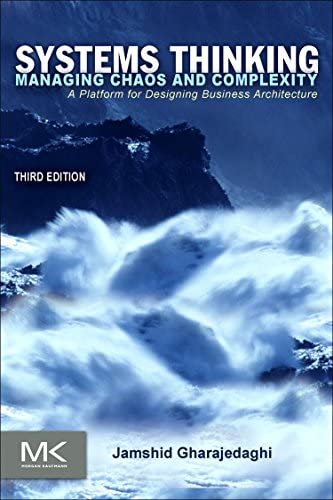 SYSTEMS THINKING
MANAGING CHAOS AND COMPLEXITY
A Platform for Designing Business Architecture
THIRD EDITION
MK
MORGAN KAUFMANN
Jamshid Gharajedaghi